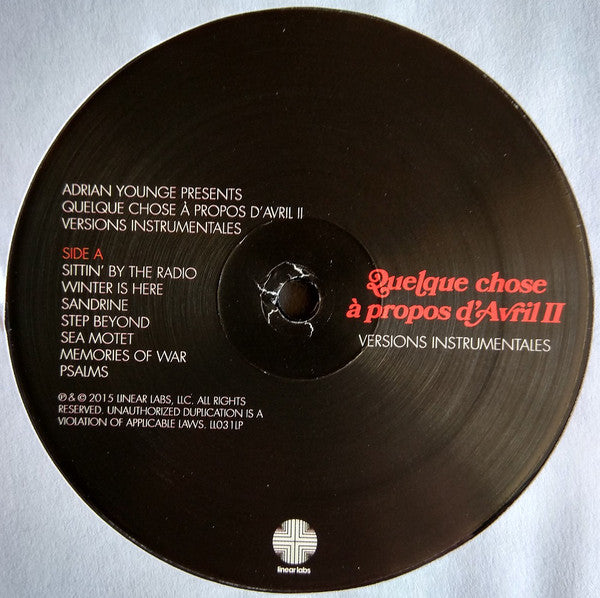 ADRIAN YOUNGE PRESENTS
QUELQUE CHOSE À PROPOS D'AVRIL II
VERSIONS INSTRUMENTALES
SIDE A
SITTIN' BY THE RADIO
WINTER IS HERE
SANDRINE
STEP BEYOND
SEA MOTET
MEMORIES OF WAR
PSALMS
℗ & © 2015 LINEAR LABS, LLC. ALL RIGHTS
RESERVED. UNAUTHORIZED DUPLICATION IS A
VIOLATION OF APPLICABLE LAWS. LL031LP
Quelque chose
à propos d'Avril II
VERSIONS INSTRUMENTALES
linear labs